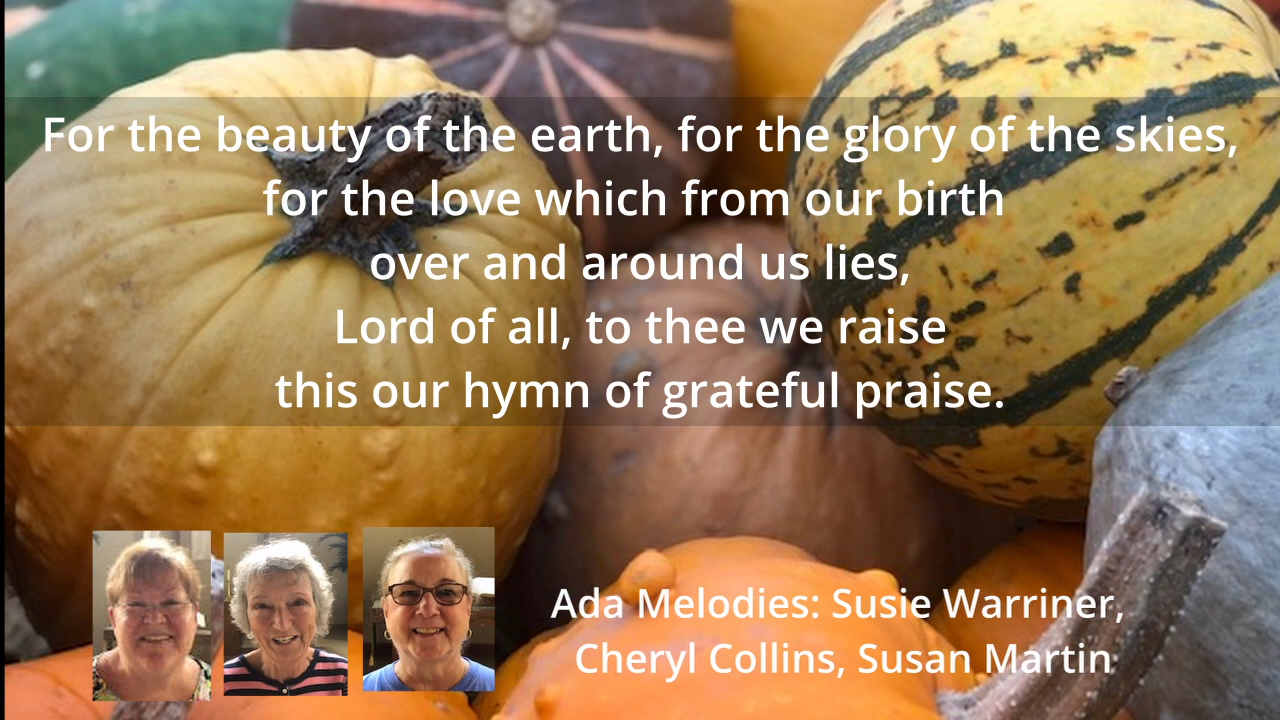 For the beauty of the earth, for the glory of the skies,
for the love which from our birth
over and around us lies,
Lord of all, to thee we raise
this our hymn of grateful praise.
Ada Melodies: Susie Warriner,
Cheryl Collins, Susan Martin